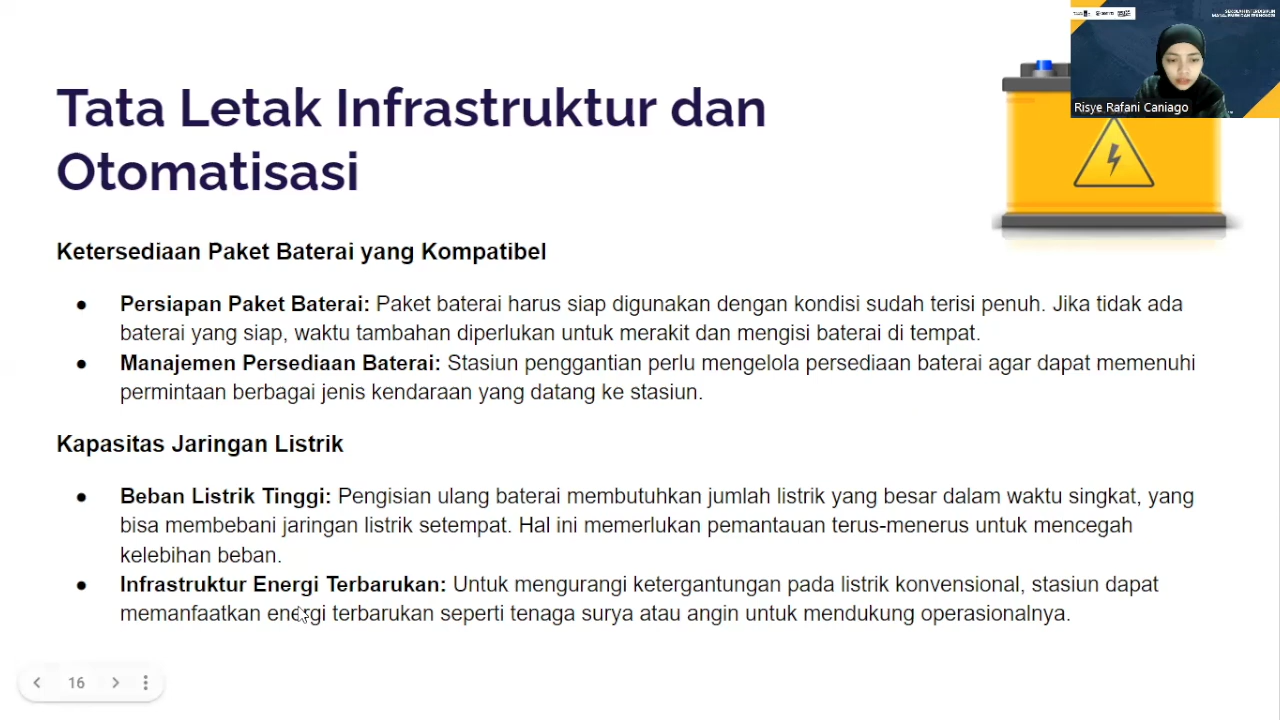 SEKOLAH INTERDISIPLIN
MANAJEMEN DAN TEKNOLOGI
Risye Rafani Caniago
Tata Letak Infrastruktur dan
Otomatisasi
Ketersediaan Paket Baterai yang Kompatibel
● Persiapan Paket Baterai: Paket baterai harus siap digunakan dengan kondisi sudah terisi penuh. Jika tidak ada
baterai yang siap, waktu tambahan diperlukan untuk merakit dan mengisi baterai di tempat.
● Manajemen Persediaan Baterai: Stasiun penggantian perlu mengelola persediaan baterai agar dapat memenuhi
permintaan berbagai jenis kendaraan yang datang ke stasiun.
Kapasitas Jaringan Listrik
● Beban Listrik Tinggi: Pengisian ulang baterai membutuhkan jumlah listrik yang besar dalam waktu singkat, yang
bisa membebani jaringan listrik setempat. Hal ini memerlukan pemantauan terus-menerus untuk mencegah
kelebihan beban.
● Infrastruktur Energi Terbarukan: Untuk mengurangi ketergantungan pada listrik konvensional, stasiun dapat
memanfaatkan energi terbarukan seperti tenaga surya atau angin untuk mendukung operasionalnya.
16